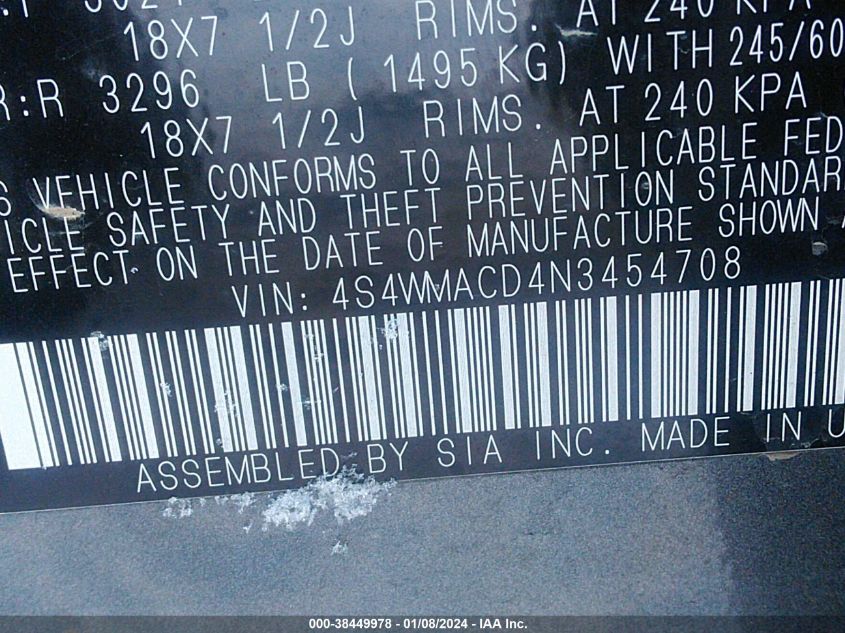 18X7 1/2J RIMS. AT 240 KPA
R:R 3296 LB ( 1495 KG) WITH 245/60
18X7 1/2J RIMS. AT 240 KPA
S VEHICLE CONFORMS TO ALL APPLICABLE FED
ICLE SAFETY AND THEFT PREVENTION STANDAR
EFFECT ON THE DATE OF MANUFACTURE SHOWN A
VIN: 4S4WMACD4N3454708
ASSEMBLED BY SIA INC. MADE IN U
000-38449978 - 01/08/2024 - IAA Inc.